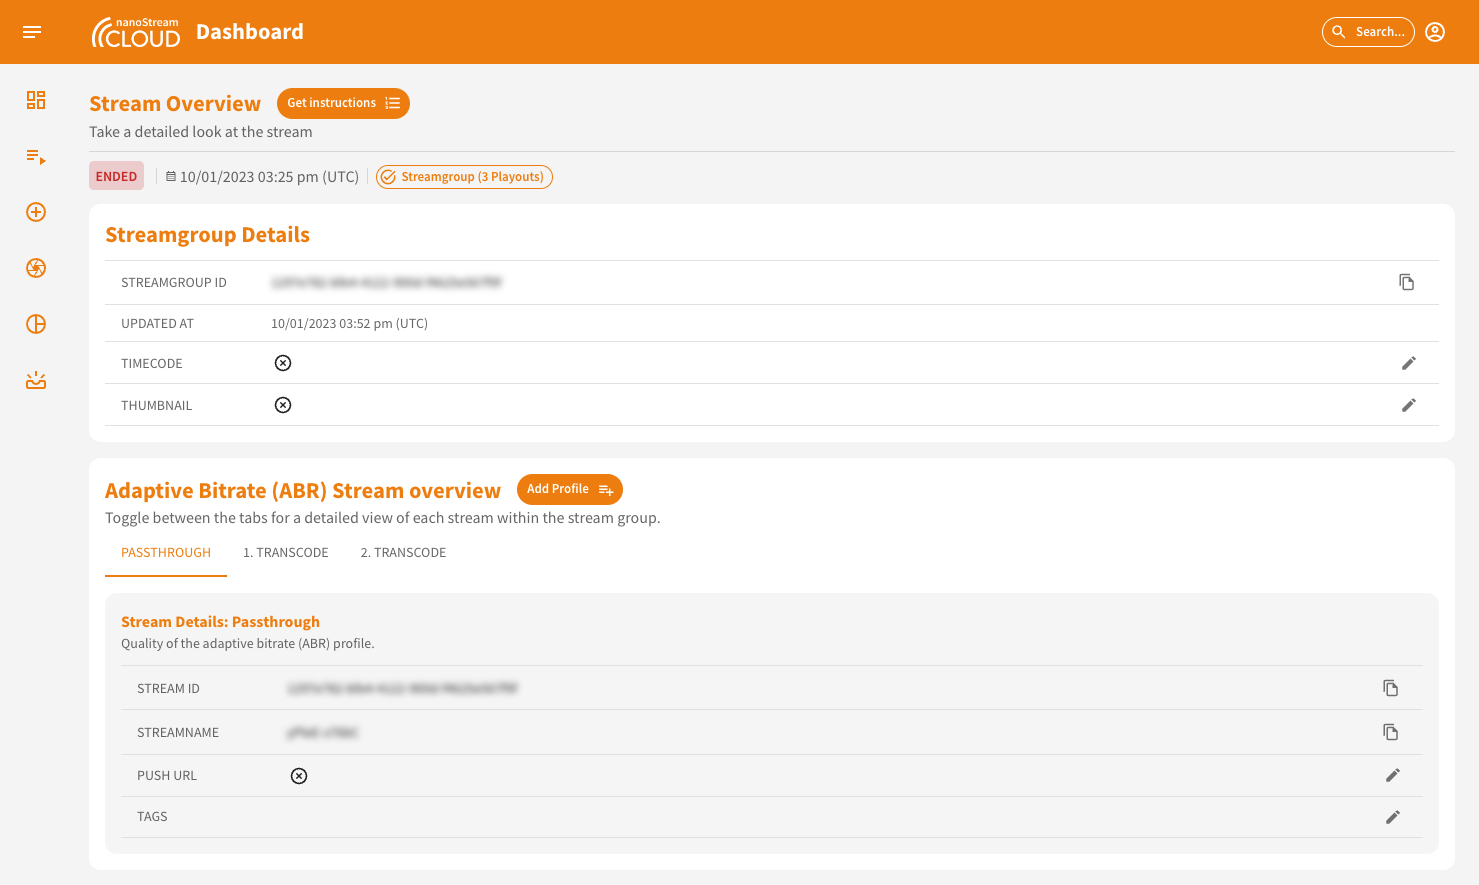 nanoStream
CLOUD
Dashboard
Search...
Stream Overview
Get instructions
Take a detailed look at the stream
ENDED
10/01/2023 03:25 pm (UTC)
Streamgroup (3 Playouts)
Streamgroup Details
STREAMGROUP ID
UPDATED AT 10/01/2023 03:52 pm (UTC)
TIMECODE
THUMBNAIL
Adaptive Bitrate (ABR) Stream overview
Add Profile
Toggle between the tabs for a detailed view of each stream within the stream group.
PASSTHROUGH 1. TRANSCODE 2. TRANSCODE
Stream Details: Passthrough
Quality of the adaptive bitrate (ABR) profile.
STREAM ID
STREAMNAME
PUSH URL
TAGS